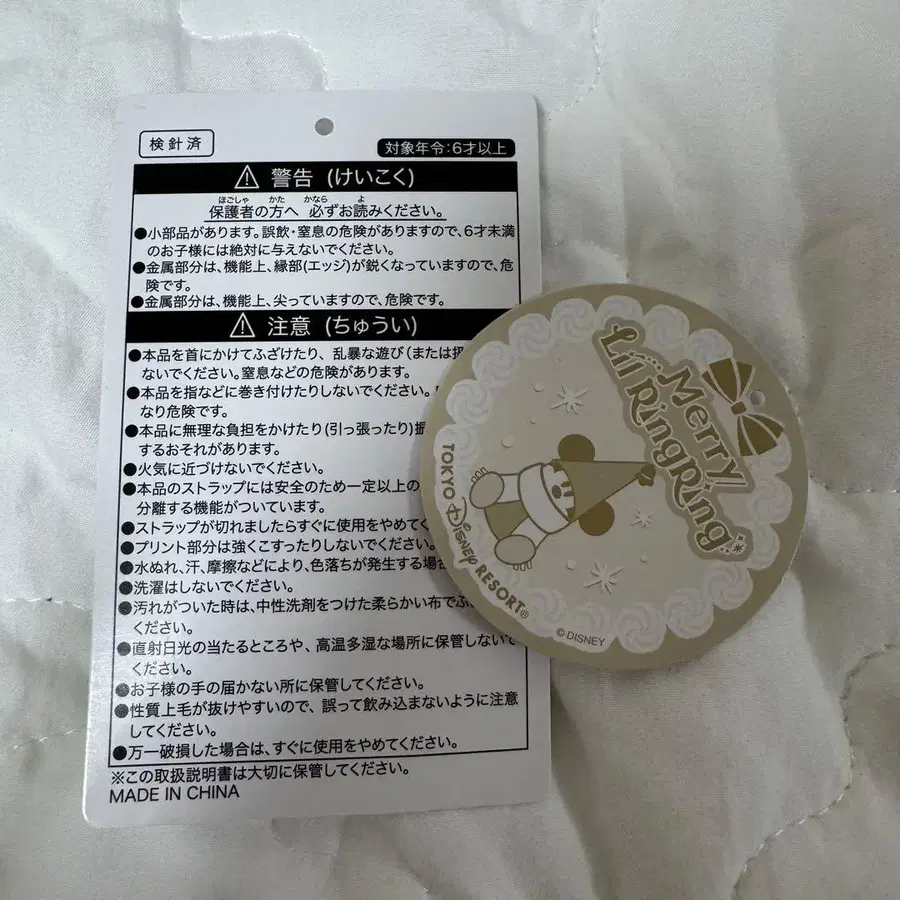 検針済
対象年令:6才以上
⚠ 警告 (けいこく)
保護者の方へ 必ずお読みください。
ほごしゃ かた かなら よ
●小部品があります。誤飲・窒息の危険がありますので、6才未満
のお子様には絶対に与えないでください。
●金属部分は、機能上、縁部(エッジ)が鋭くなっていますので、危
険です。
●金属部分は、機能上、尖っていますので、危険です。
⚠ 注意 (ちゅうい)
●本品を首にかけてふざけたり、乱暴な遊び(または扱
ないでください。窒息などの危険があります。
●本品を指などに巻き付けたりしないでください。
なり危険です。
●本品に無理な負担をかけたり(引っ張ったり)振
するおそれがあります。
●火気に近づけないでください。
●本品のストラップには安全のため一定以上の
分離する機能がついています。
●ストラップが切れましたらすぐに使用をやめてく
●プリント部分は強くこすったりしないでください。
●水ぬれ、汗、摩擦などにより、色落ちが発生する場合
●洗濯はしないでください。
●汚れがついた時は、中性洗剤をつけた柔らかい布でふ
ください。
●直射日光の当たるところや、高温多湿な場所に保管しないで
ください。
●お子様の手の届かない所に保管してください。
●性質上毛が抜けやすいので、誤って飲み込まないように注意
してください。
●万一破損した場合は、すぐに使用をやめてください。
※この取扱説明書は大切に保管してください。
MADE IN CHINA
Merry
Lil' RingRing
TOKYO DISNEY RESORT®
©DISNEY